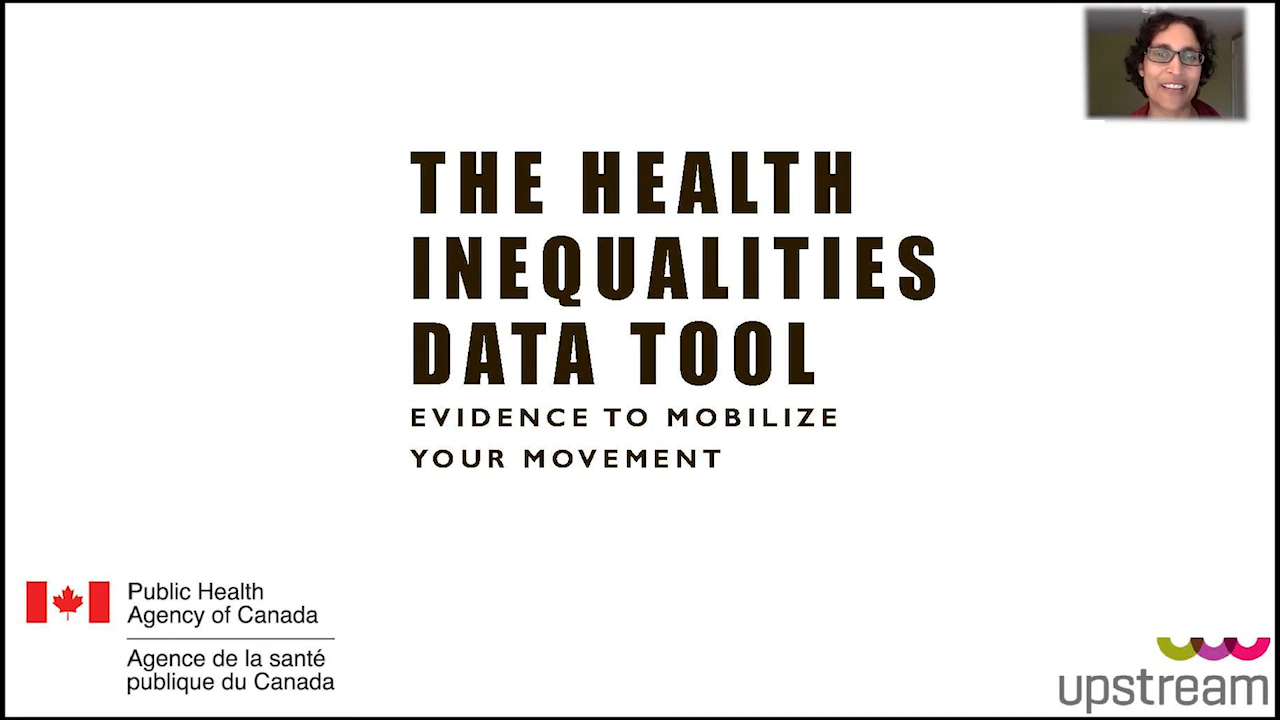 THE HEALTH
INEQUALITIES
DATA TOOL
EVIDENCE TO MOBILIZE
YOUR MOVEMENT
Public Health
Agency of Canada
Agence de la santé
publique du Canada
upstream